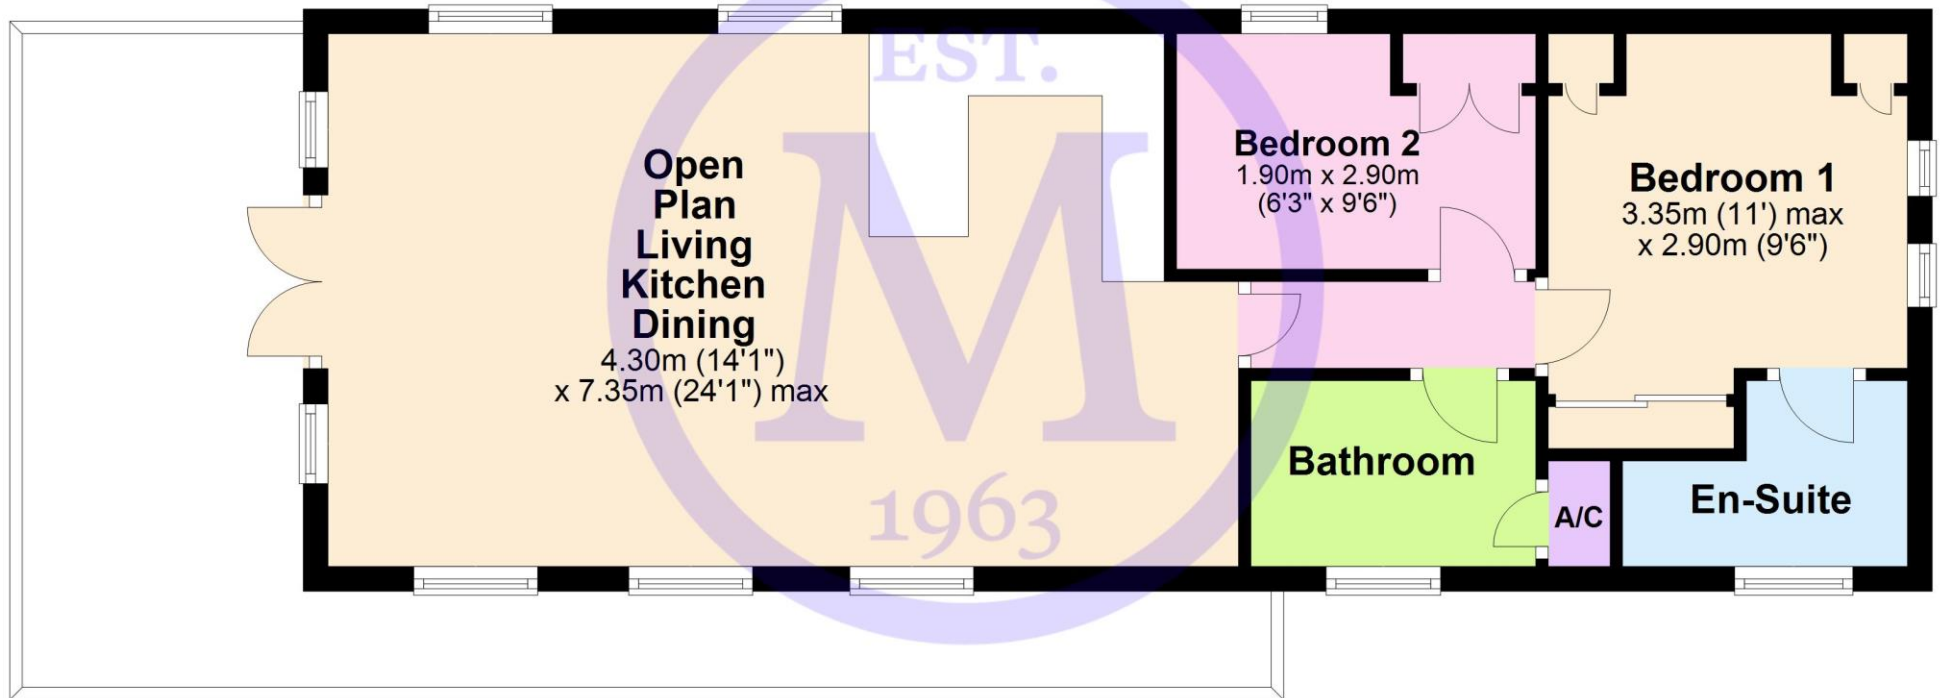 EST.
M
1963
Open
Plan
Living
Kitchen
Dining
4.30m (14'1")
x 7.35m (24'1") max
Bedroom 2
1.90m x 2.90m
(6'3" x 9'6")
Bedroom 1
3.35m (11') max
x 2.90m (9'6")
Bathroom
A/C
En-Suite